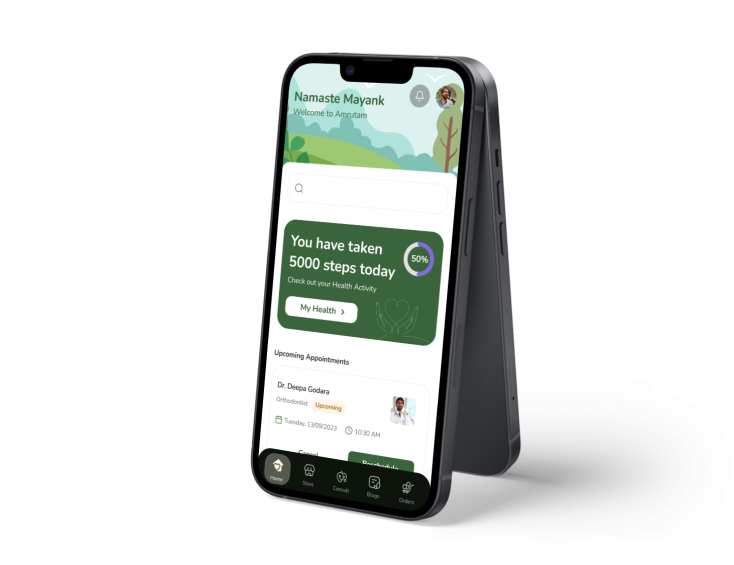 Namaste Mayank
Welcome to Amrutam
You have taken
5000 steps today
50%
Check out your Health Activity
My Health
Upcoming Appointments
Dr. Deepa Godara
Orthodontist
Upcoming
Tuesday, 13/09/2023
10:30 AM
Cancel
Reschedule
Home
Store
Consult
Blogs
Orders